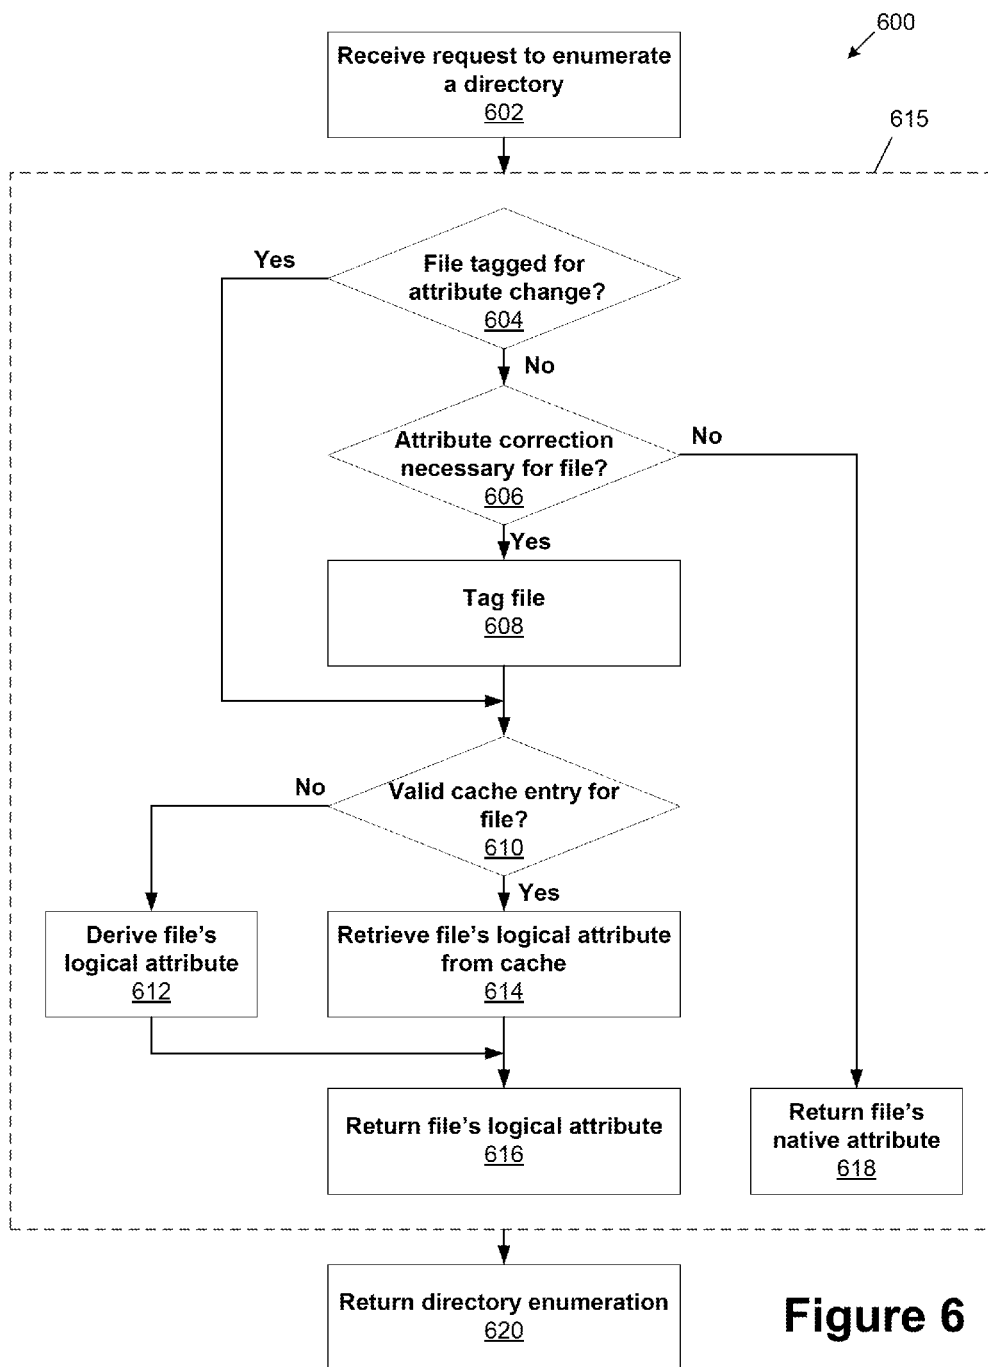 600
Receive request to enumerate
a directory
602
615
File tagged for
attribute change?
604
Yes
No
Attribute correction
necessary for file?
606
No
Yes
Tag file
608
Valid cache entry for
file?
610
No
Yes
Derive file's
logical attribute
612
Retrieve file's logical attribute
from cache
614
Return file's logical attribute
616
Return file's
native attribute
618
Return directory enumeration
620
Figure 6